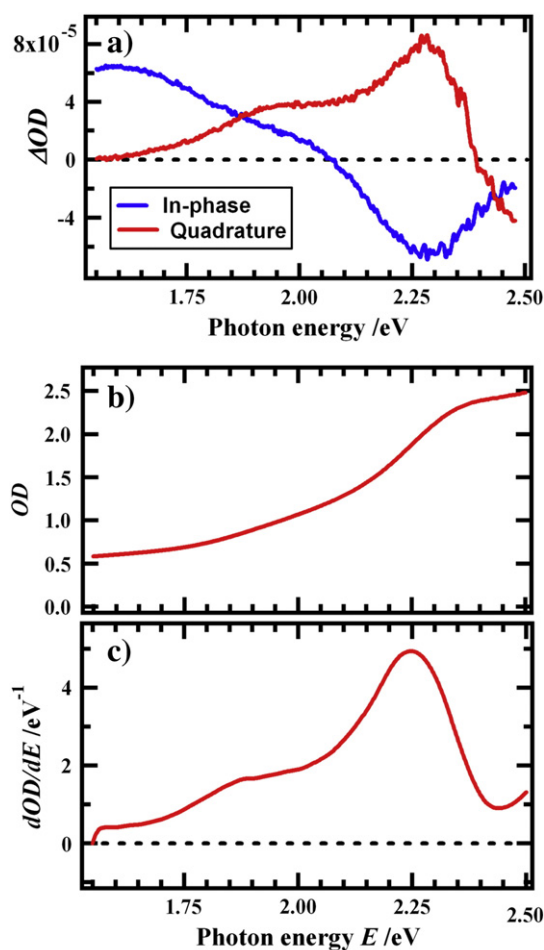 a)
8x10-5
4
0
-4
ΔOD
In-phase
Quadrature
1.75 2.00 2.25 2.50
Photon energy /eV
b)
2.5
2.0
1.5
1.0
0.5
0.0
OD
c)
4
2
0
dOD/dE /eV-1
1.75 2.00 2.25 2.50
Photon energy E /eV